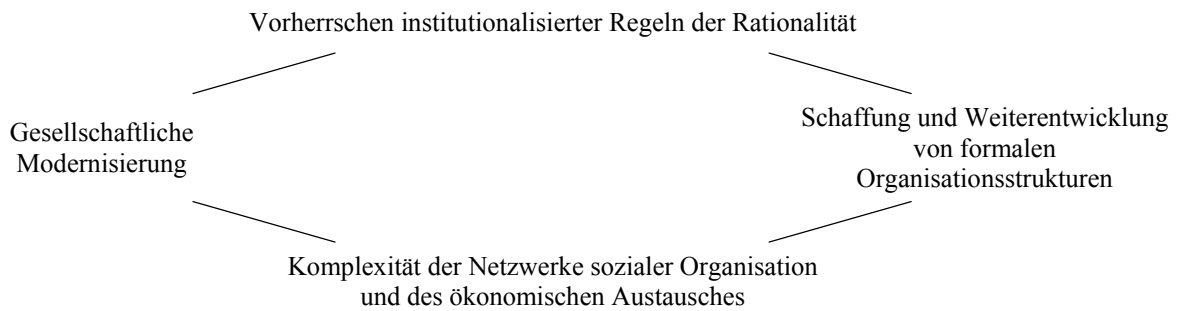 Vorherrschen institutionalisierter Regeln der Rationalität
Gesellschaftliche
Modernisierung
Schaffung und Weiterentwicklung
von formalen
Organisationsstrukturen
Komplexität der Netzwerke sozialer Organisation
und des ökonomischen Austausches